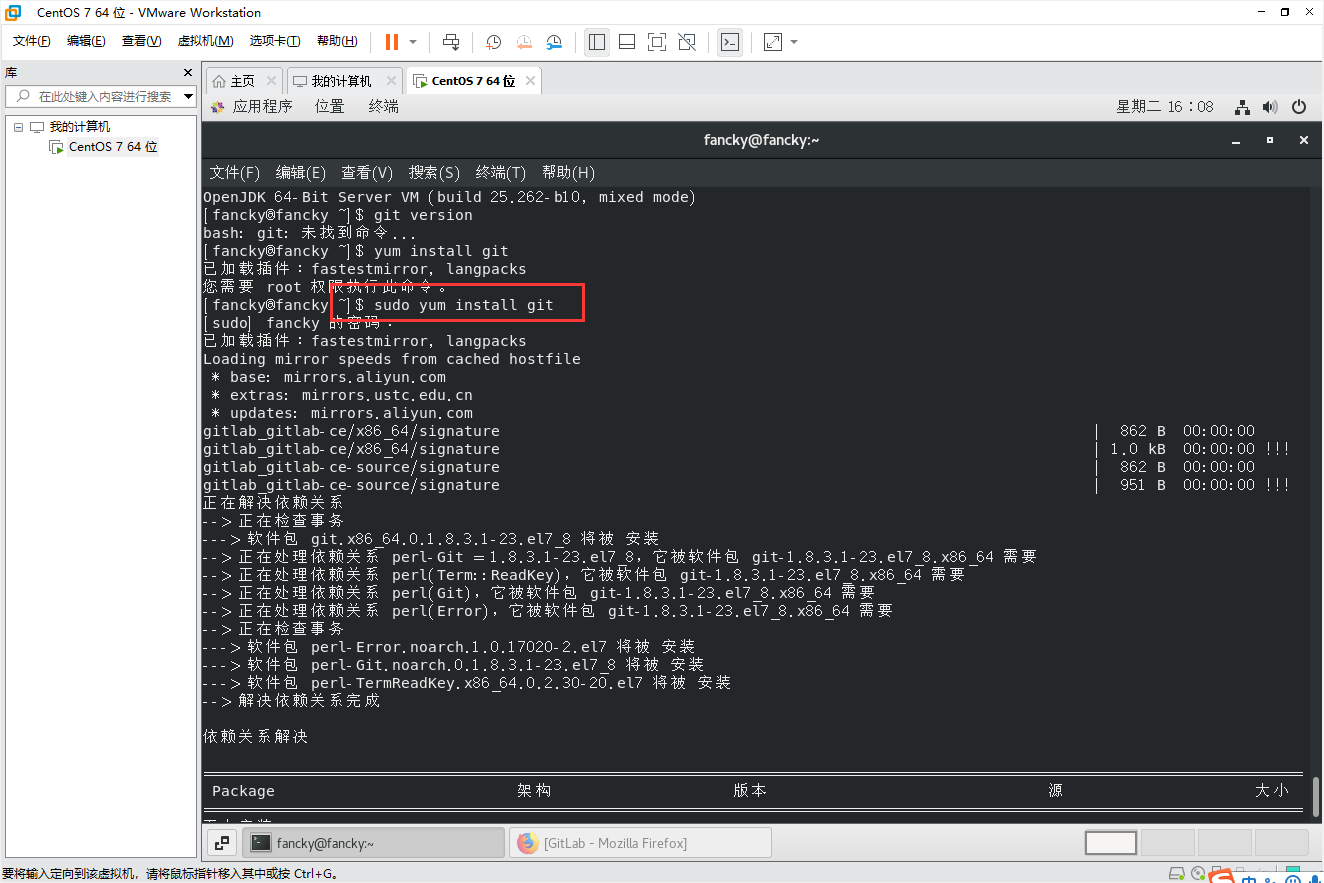 CentOS 7 64 位 - VMware Workstation
文件(F) 编辑(E) 查看(V) 虚拟机(M) 选项卡(T) 帮助(H)
库
在此处键入内容进行搜索
我的计算机
CentOS 7 64 位
主页 我的计算机 CentOS 7 64 位
应用程序 位置 终端 星期二 16：08
fancky@fancky:~
文件(F) 编辑(E) 查看(V) 搜索(S) 终端(T) 帮助(H)
OpenJDK 64-Bit Server VM (build 25.262-b10, mixed mode)
[fancky@fancky ~]$ git version
bash: git: 未找到命令...
[fancky@fancky ~]$ yum install git
已加载插件：fastestmirror, langpacks
您需要 root 权限执行此命令。
[fancky@fancky ~]$ sudo yum install git
[sudo] fancky 的密码：
已加载插件：fastestmirror, langpacks
Loading mirror speeds from cached hostfile
* base: mirrors.aliyun.com
* extras: mirrors.ustc.edu.cn
* updates: mirrors.aliyun.com
gitlab_gitlab-ce/x86_64/signature | 862 B 00:00:00
gitlab_gitlab-ce/x86_64/signature | 1.0 kB 00:00:00 !!!
gitlab_gitlab-ce-source/signature | 862 B 00:00:00
gitlab_gitlab-ce-source/signature | 951 B 00:00:00 !!!
正在解决依赖关系
--> 正在检查事务
---> 软件包 git.x86_64.0.1.8.3.1-23.el7_8 将被 安装
--> 正在处理依赖关系 perl-Git = 1.8.3.1-23.el7_8，它被软件包 git-1.8.3.1-23.el7_8.x86_64 需要
--> 正在处理依赖关系 perl(Term::ReadKey)，它被软件包 git-1.8.3.1-23.el7_8.x86_64 需要
--> 正在处理依赖关系 perl(Git)，它被软件包 git-1.8.3.1-23.el7_8.x86_64 需要
--> 正在处理依赖关系 perl(Error)，它被软件包 git-1.8.3.1-23.el7_8.x86_64 需要
--> 正在检查事务
---> 软件包 perl-Error.noarch.1.0.17020-2.el7 将被 安装
---> 软件包 perl-Git.noarch.0.1.8.3.1-23.el7_8 将被 安装
---> 软件包 perl-TermReadKey.x86_64.0.2.30-20.el7 将被 安装
--> 解决依赖关系完成
依赖关系解决
Package 架构 版本 源 大小
fancky@fancky:~ [GitLab - Mozilla Firefox]
要将输入定向到该虚拟机，请将鼠标指针移入其中或按 Ctrl+G。